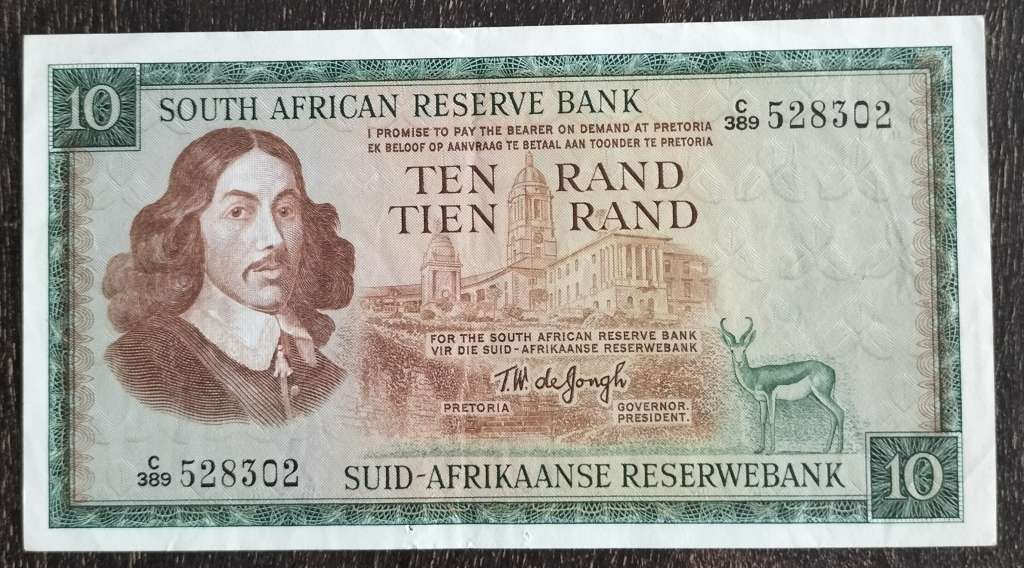 10
SOUTH AFRICAN RESERVE BANK
C/389 528302
I PROMISE TO PAY THE BEARER ON DEMAND AT PRETORIA
EK BELOOF OP AANVRAAG TE BETAAL AAN TOONDER TE PRETORIA
TEN RAND
TIEN RAND
FOR THE SOUTH AFRICAN RESERVE BANK
VIR DIE SUID-AFRIKAANSE RESERWEBANK
T.W. de Jongh
PRETORIA
GOVERNOR.
PRESIDENT.
C/389 528302
SUID-AFRIKAANSE RESERWEBANK
10